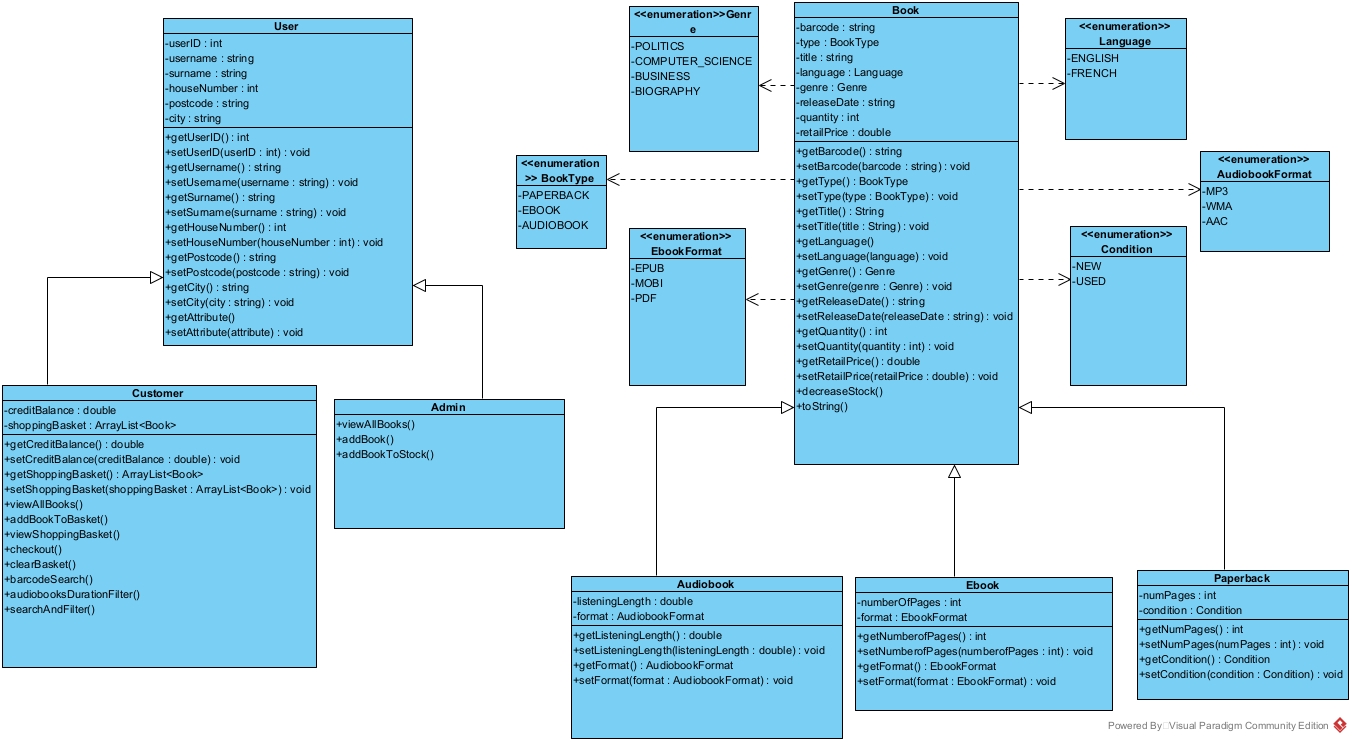 User
-userID : int
-username : string
-surname : string
-houseNumber : int
-postcode : string
-city : string
+getUserID() : int
+setUserID(userID : int) : void
+getUsername() : string
+setUsername(username : string) : void
+getSurname() : string
+setSurname(surname : string) : void
+getHouseNumber() : int
+setHouseNumber(houseNumber : int) : void
+getPostcode() : string
+setPostcode(postcode : string) : void
+getCity() : string
+setCity(city : string) : void
+getAttribute()
+setAttribute(attribute) : void
<<enumeration>>Genr
e
-POLITICS
-COMPUTER_SCIENCE
-BUSINESS
-BIOGRAPHY
Book
-barcode : string
-type : BookType
-title : string
-language : Language
-genre : Genre
-releaseDate : string
-quantity : int
-retailPrice : double
+getBarcode() : string
+setBarcode(barcode : string) : void
+getType() : BookType
+setType(type : BookType) : void
+getTitle() : String
+setTitle(title : String) : void
+getLanguage()
+setLanguage(language) : void
+getGenre() : Genre
+setGenre(genre : Genre) : void
+getReleaseDate() : string
+setReleaseDate(releaseDate : string) : void
+getQuantity() : int
+setQuantity(quantity : int) : void
+getRetailPrice() : double
+setRetailPrice(retailPrice : double) : void
+decreaseStock()
+toString()
<<enumeration>>
Language
-ENGLISH
-FRENCH
<<enumeration
>> BookType
-PAPERBACK
-EBOOK
-AUDIOBOOK
<<enumeration>>
AudiobookFormat
-MP3
-WMA
-AAC
<<enumeration>>
EbookFormat
-EPUB
-MOBI
-PDF
<<enumeration>>
Condition
-NEW
-USED
Customer
-creditBalance : double
-shoppingBasket : ArrayList<Book>
+getCreditBalance() : double
+setCreditBalance(creditBalance : double) : void
+getShoppingBasket() : ArrayList<Book>
+setShoppingBasket(shoppingBasket : ArrayList<Book>) : void
+viewAllBooks()
+addBookToBasket()
+viewShoppingBasket()
+checkout()
+clearBasket()
+barcodeSearch()
+audiobooksDurationFilter()
+searchAndFilter()
Admin
+viewAllBooks()
+addBook()
+addBookToStock()
Audiobook
-listeningLength : double
-format : AudiobookFormat
+getListeningLength() : double
+setListeningLength(listeningLength : double) : void
+getFormat() : AudiobookFormat
+setFormat(format : AudiobookFormat) : void
Ebook
-numberOfPages : int
-format : EbookFormat
+getNumberofPages() : int
+setNumberofPages(numberofPages : int) : void
+getFormat() : EbookFormat
+setFormat(format : EbookFormat) : void
Paperback
-numPages : int
-condition : Condition
+getNumPages() : int
+setNumPages(numPages : int) : void
+getCondition() : Condition
+setCondition(condition : Condition) : void
Powered By Visual Paradigm Community Edition